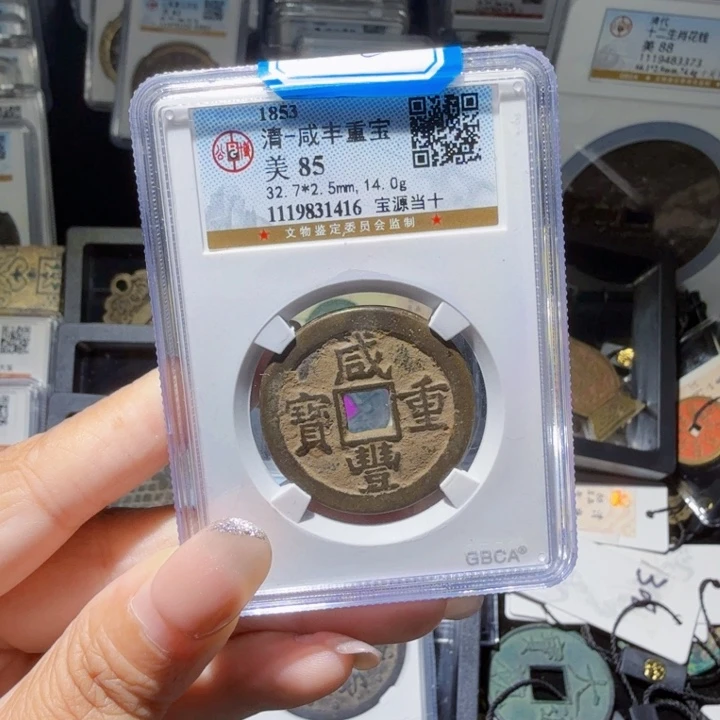 1853
清-咸丰重宝
美 85
32.7*2.5mm, 14.0g
1119831416 宝源当十
★ 文物鉴定委员会监制 ★
咸
寶 重
豐
GBCA®
清代
十二生肖花钱
美 88
1119483373